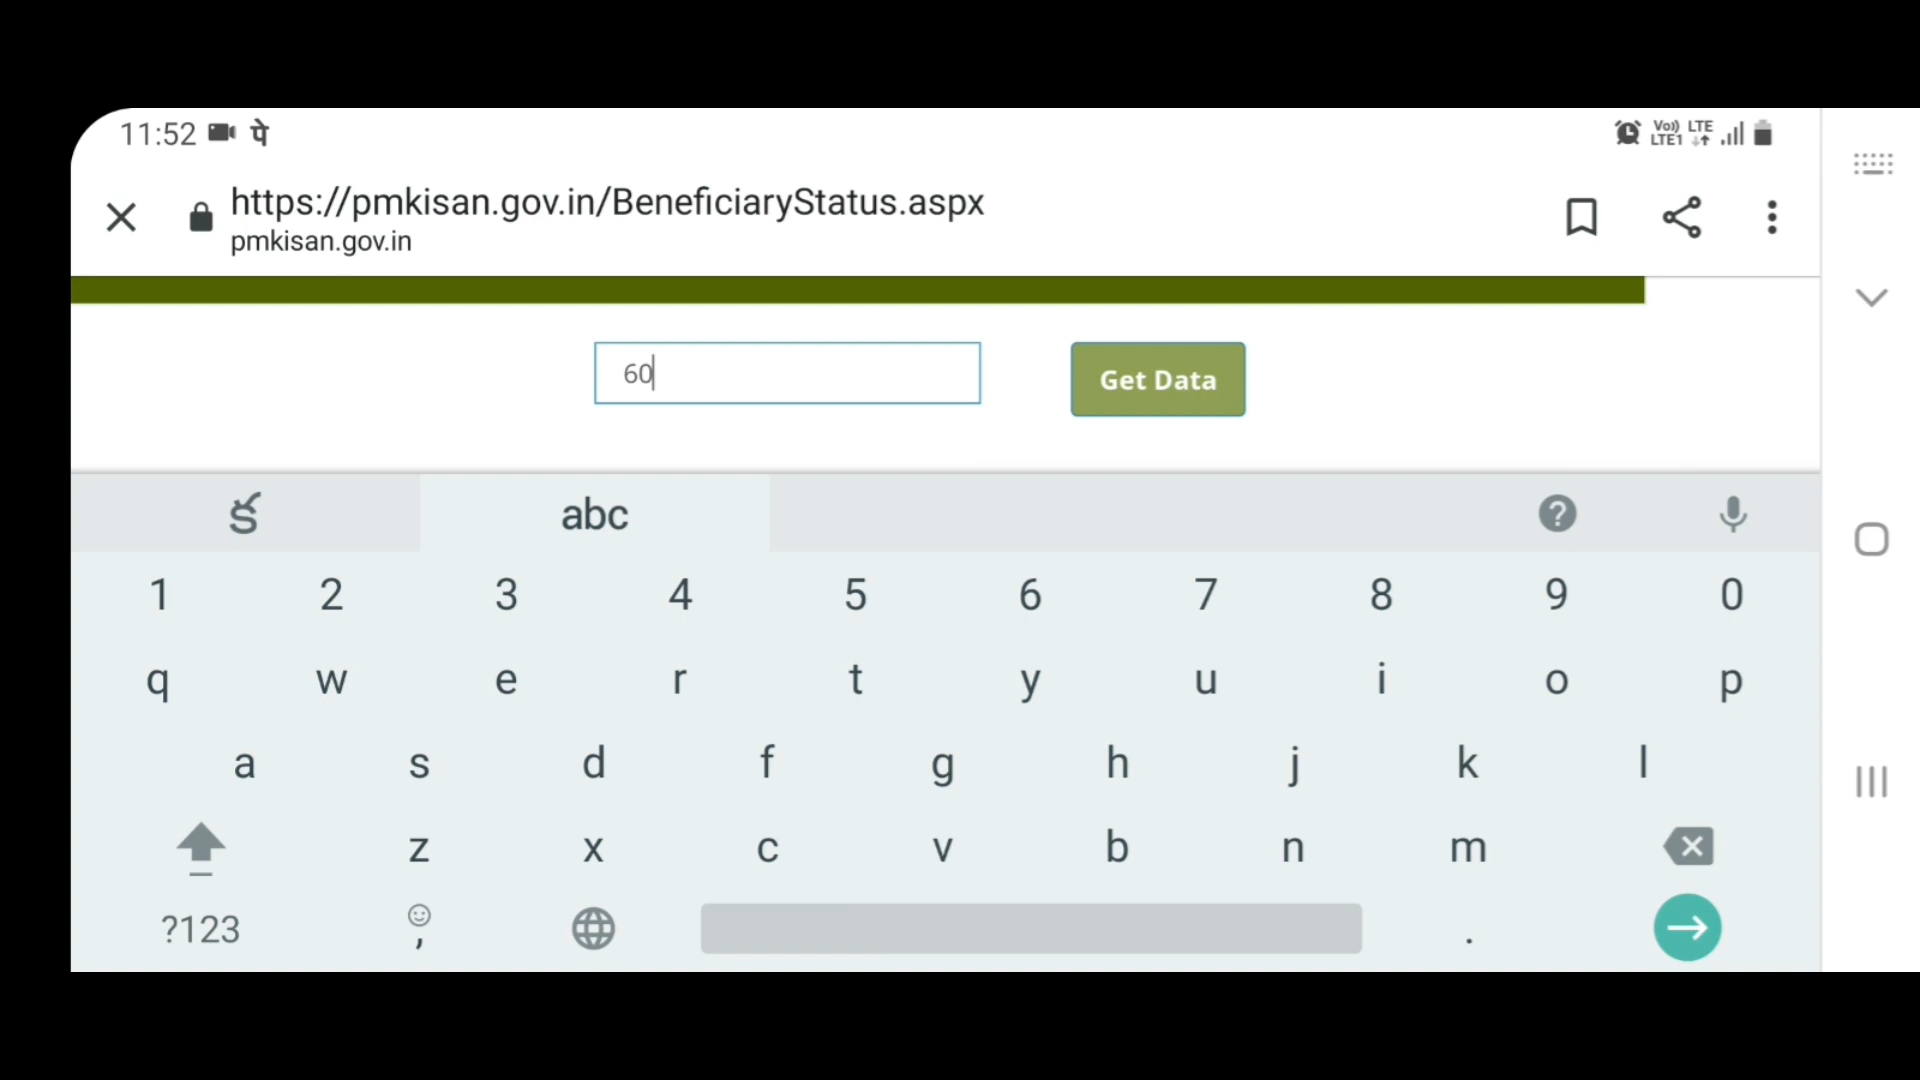 11:52 पे Vo)) LTE1 LTE
https://pmkisan.gov.in/BeneficiaryStatus.aspx
pmkisan.gov.in
60 Get Data
క abc ?
1 2 3 4 5 6 7 8 9 0
q w e r t y u i o p
a s d f g h j k l
z x c v b n m
?123 , .